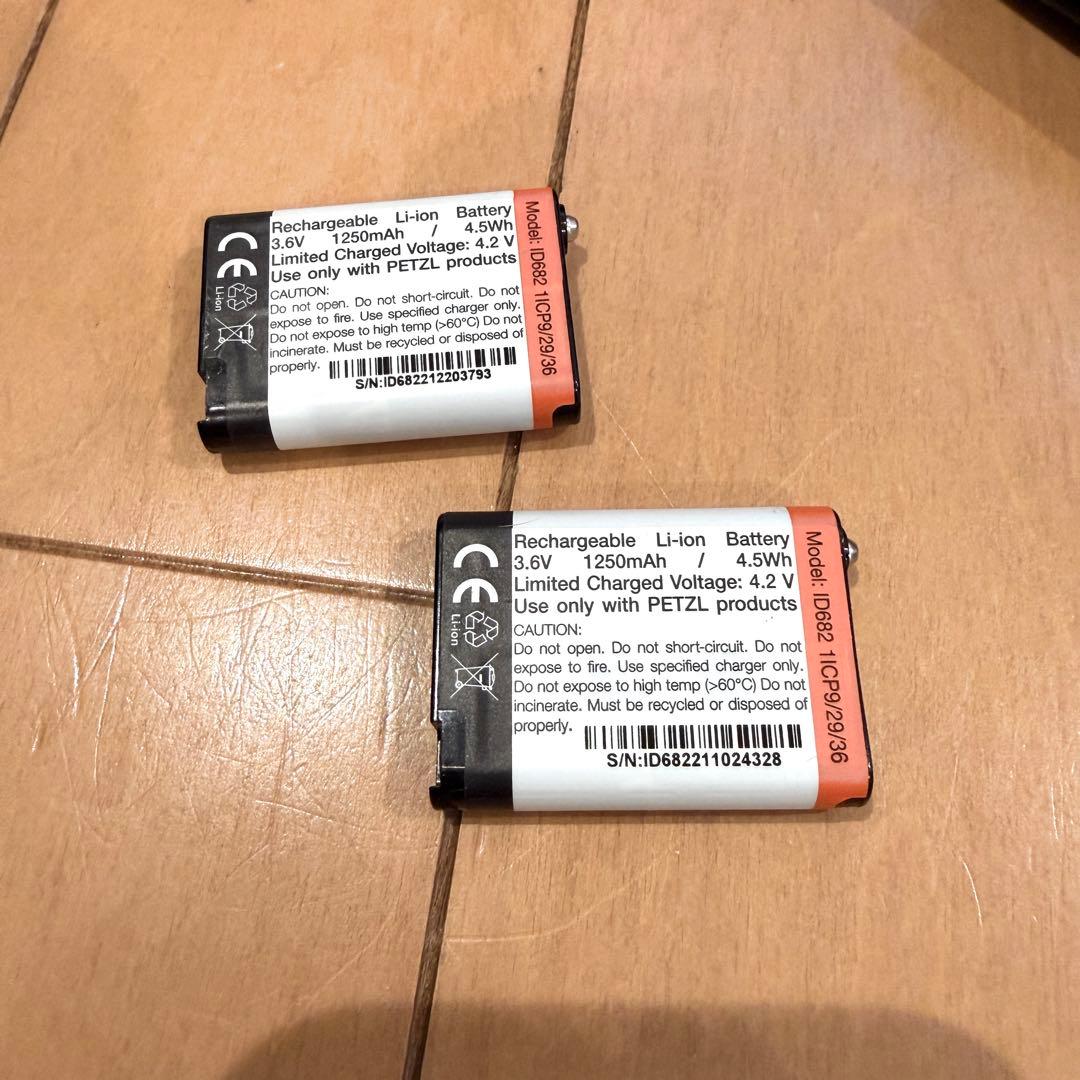 CE
Li-ion
Rechargeable Li-ion Battery
3.6V 1250mAh / 4.5Wh
Limited Charged Voltage: 4.2 V
Use only with PETZL products
CAUTION:
Do not open. Do not short-circuit. Do not
expose to fire. Use specified charger only.
Do not expose to high temp (>60°C) Do not
incinerate. Must be recycled or disposed of
properly.
S/N:ID682212203793
Model: ID682 1ICP9/29/36
CE
Li-ion
Rechargeable Li-ion Battery
3.6V 1250mAh / 4.5Wh
Limited Charged Voltage: 4.2 V
Use only with PETZL products
CAUTION:
Do not open. Do not short-circuit. Do not
expose to fire. Use specified charger only.
Do not expose to high temp (>60°C) Do not
incinerate. Must be recycled or disposed of
properly.
S/N:ID682211024328
Model: ID682 1ICP9/29/36